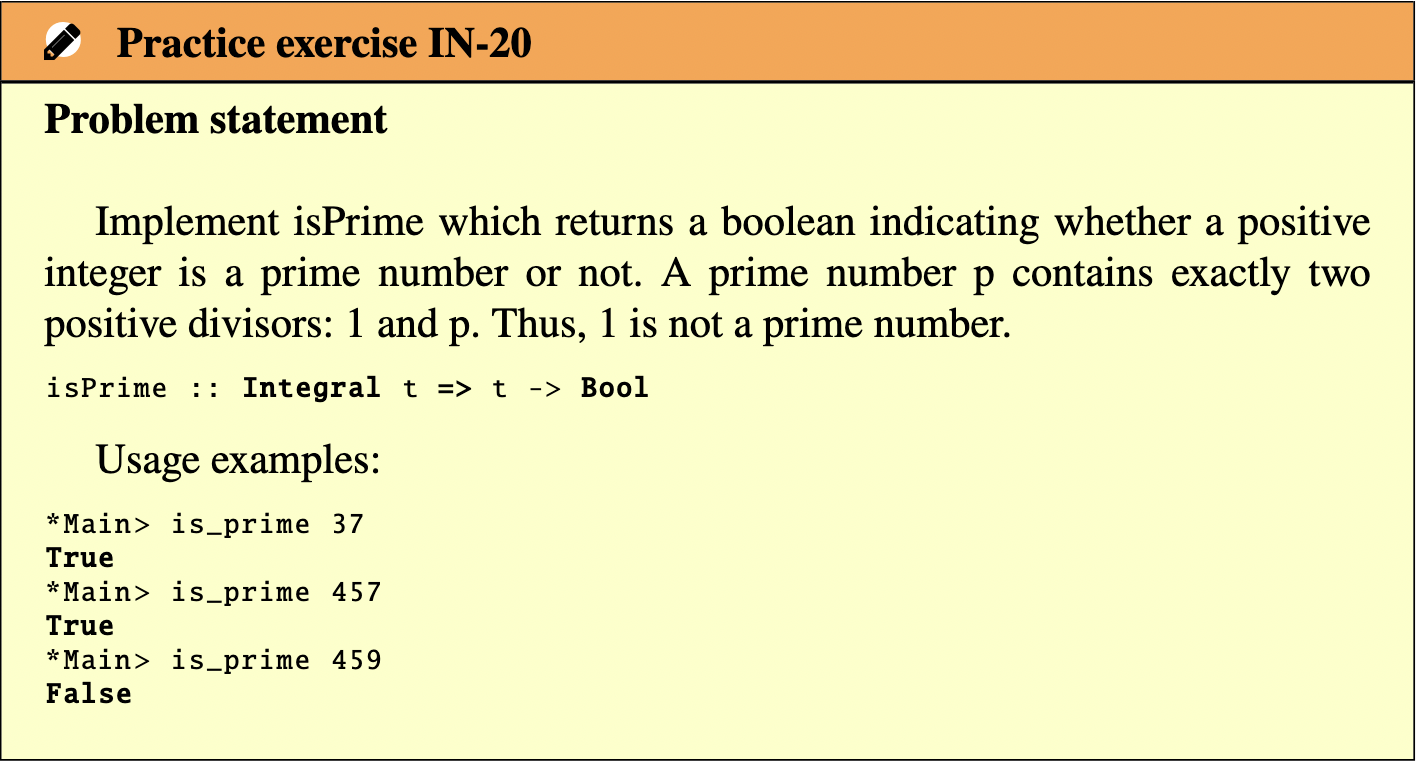 Practice exercise IN-20
Problem statement
Implement isPrime which returns a boolean indicating whether a positive
integer is a prime number or not. A prime number p contains exactly two
positive divisors: 1 and p. Thus, 1 is not a prime number.
isPrime :: Integral t => t -> Bool
Usage examples:
*Main> is_prime 37
True
*Main> is_prime 457
True
*Main> is_prime 459
False